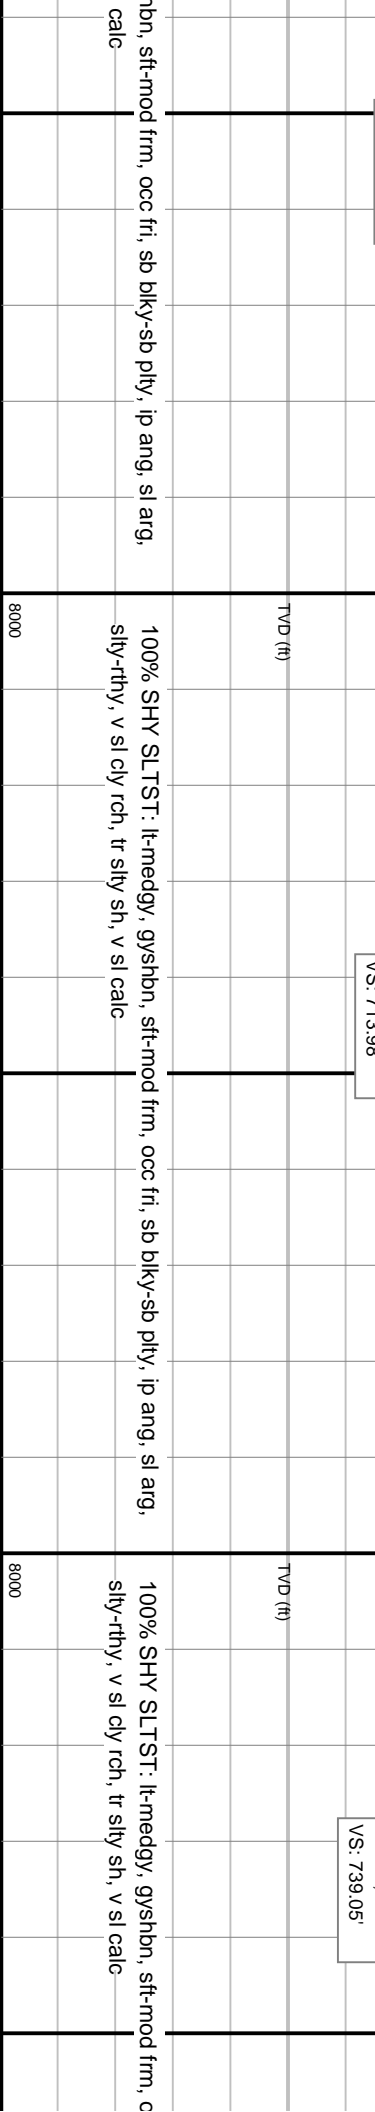 sft-mod frm, occ fri, sb blky-sb plty, ip ang, sl arg,
calc
8000
TVD (ft)
100% SHY SLTST: lt-medgy, gyshbn, sft-mod frm, occ fri, sb blky-sb plty, ip ang, sl arg,
slty-rthy, v sl cly rch, tr slty sh, v sl calc
VS: 713.98
8000
TVD (ft)
100% SHY SLTST: lt-medgy, gyshbn, sft-mod frm,
slty-rthy, v sl cly rch, tr slty sh, v sl calc
VS: 739.05'